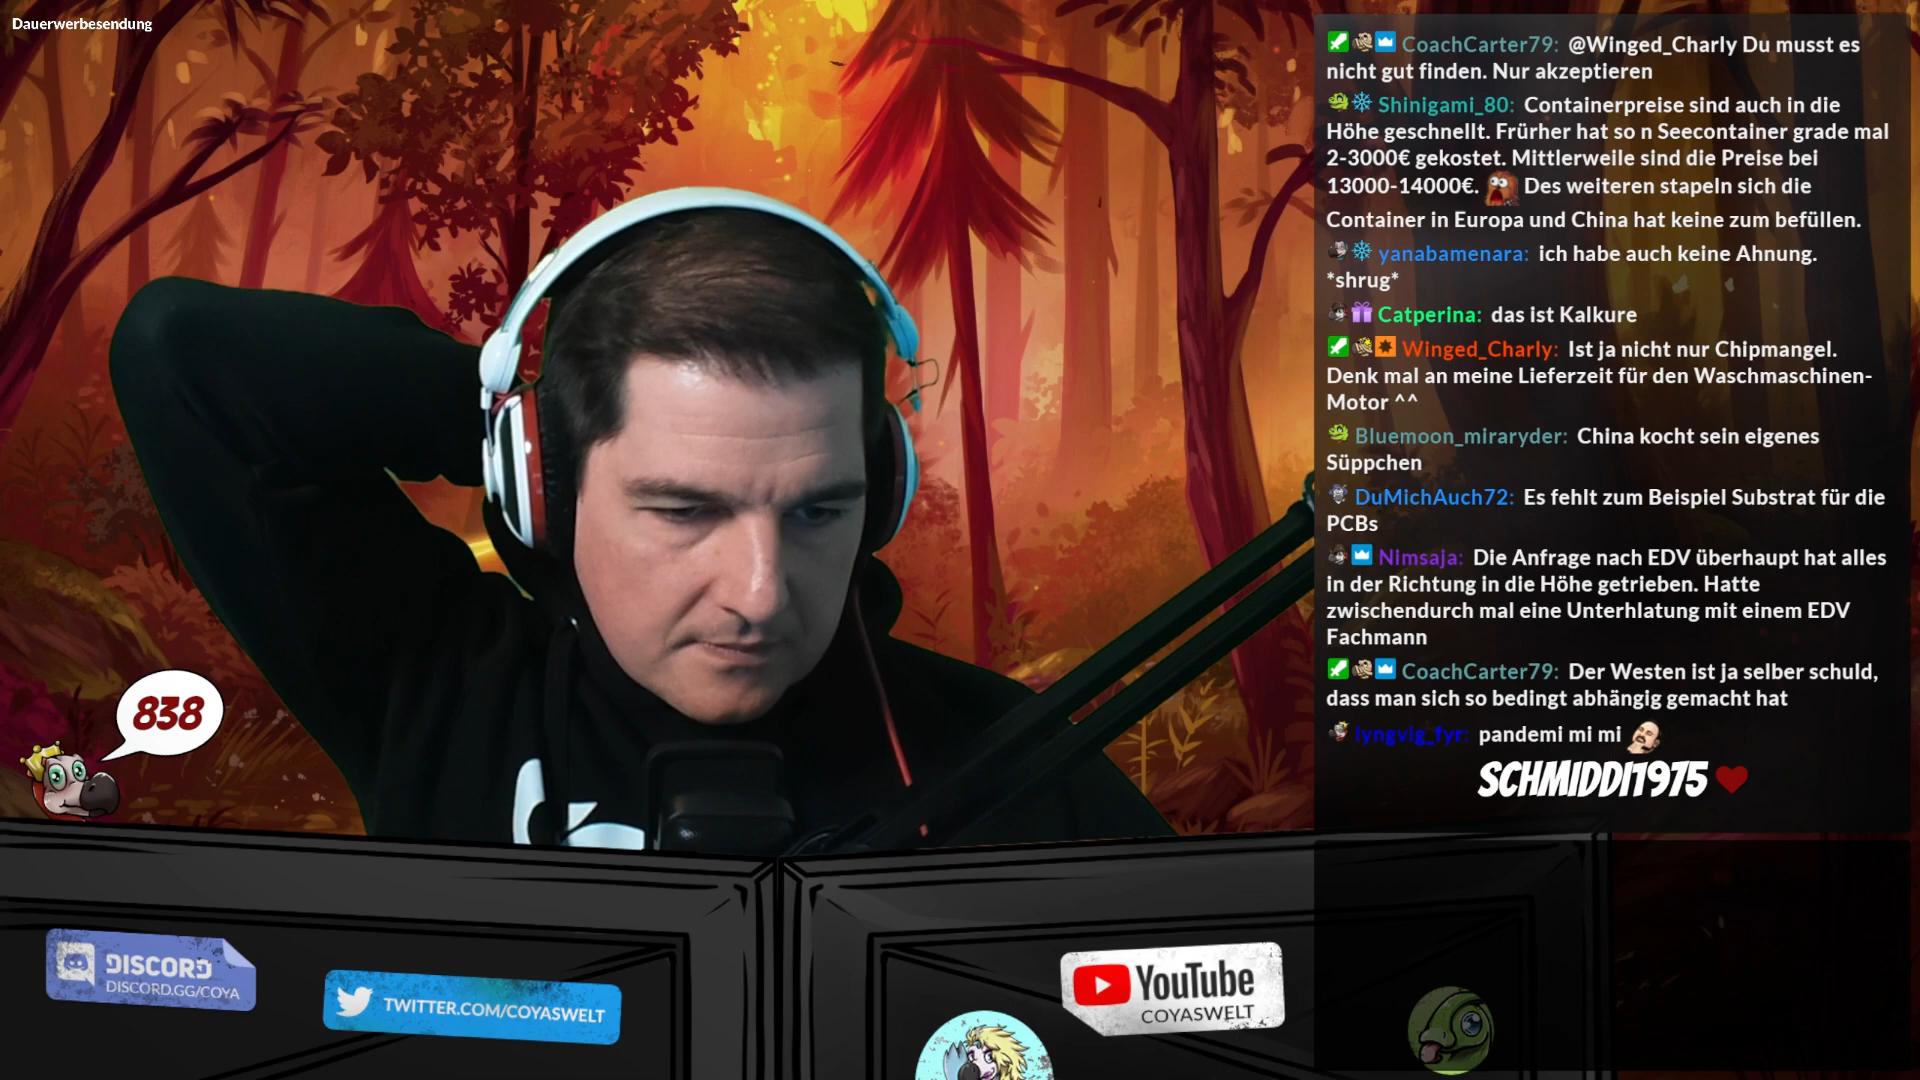 Dauerwerbesendung
CoachCarter79: @Winged_Charly Du musst es
nicht gut finden. Nur akzeptieren
Shinigami_80: Containerpreise sind auch in die
Höhe geschnellt. Frürher hat so n Seecontainer grade mal
2-3000€ gekostet. Mittlerweile sind die Preise bei
13000-14000€. Des weiteren stapeln sich die
Container in Europa und China hat keine zum befüllen.
yanabamenara: ich habe auch keine Ahnung.
*shrug*
Catperina: das ist Kalkure
Winged_Charly: Ist ja nicht nur Chipmangel.
Denk mal an meine Lieferzeit für den Waschmaschinen-
Motor ^^
Bluemoon_miraryder: China kocht sein eigenes
Süppchen
DuMichAuch72: Es fehlt zum Beispiel Substrat für die
PCBs
Nimsaja: Die Anfrage nach EDV überhaupt hat alles
in der Richtung in die Höhe getrieben. Hatte
zwischendurch mal eine Unterhlatung mit einem EDV
Fachmann
CoachCarter79: Der Westen ist ja selber schuld,
dass man sich so bedingt abhängig gemacht hat
lyngvig_fyr: pandemi mi mi
SCHMIDDI1975
838
DISCORD
DISCORD.GG/COYA
TWITTER.COM/COYASWELT
YouTube
COYASWELT